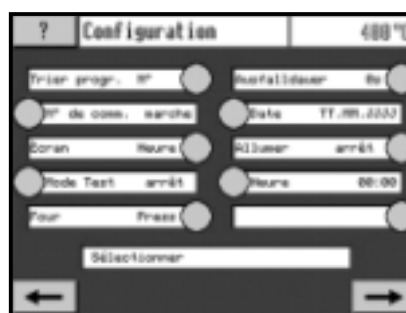 ? Configuration 400 °C
Trier progr. N°
Ausfalldauer 0s
N° de comm. marche
Date TT.MM.JJJJ
Ecran Heure
Allumer arrêt
Mode Test arrêt
Heure 00:00
Four Press
Sélectionner